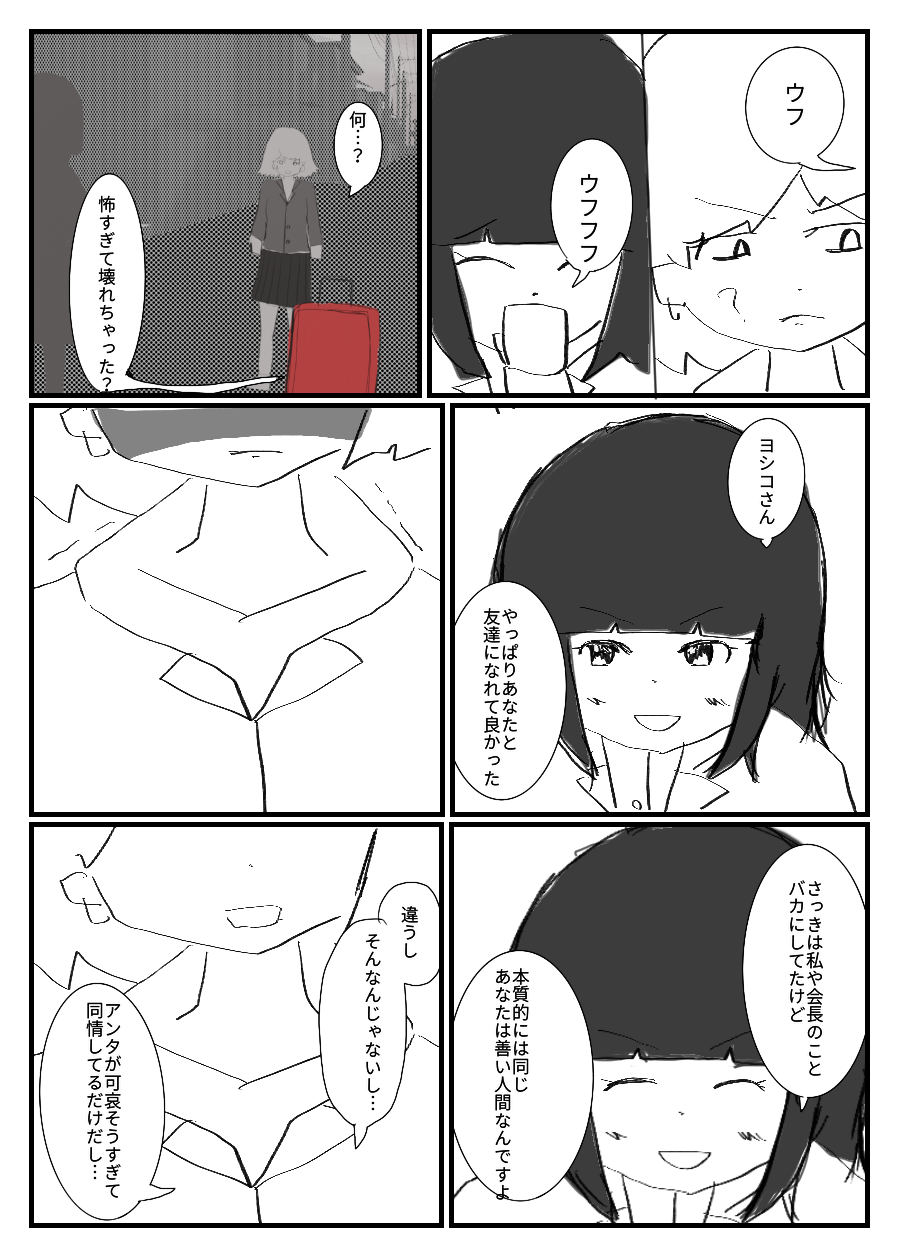 ウフ
ウフフフ
何…?
怖すぎて壊れちゃった?
ヨシコさん
やっぱりあなたと
友達になれて良かった
さっきは私や会長のこと
バカにしてたけど
本質的には同じ
あなたは善い人間なんですよ
違うし
そんなんじゃないし…
アンタが可哀そうすぎて
同情してるだけだし…